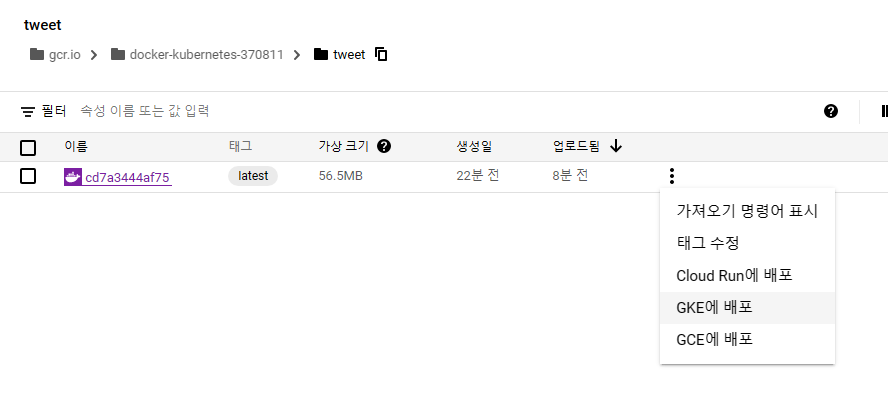 tweet
gcr.io > docker-kubernetes-370811 > tweet
필터 속성 이름 또는 값 입력
이름 태그 가상 크기 생성일 업로드됨
cd7a3444af75 latest 56.5MB 22분 전 8분 전
가져오기 명령어 표시
태그 수정
Cloud Run에 배포
GKE에 배포
GCE에 배포